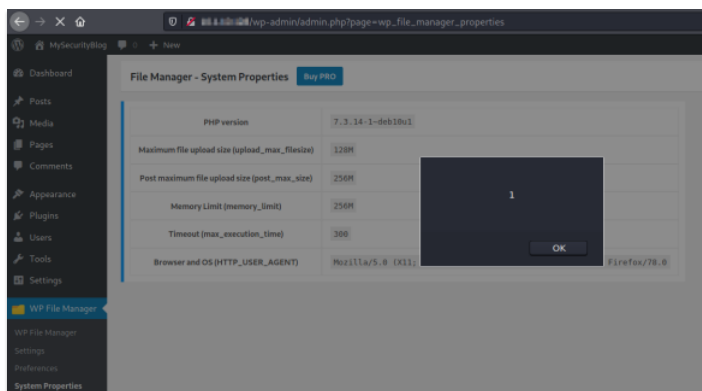 /wp-admin/admin.php?page=wp_file_manager_properties
MySecurityBlog 0 + New
Dashboard
Posts
Media
Pages
Comments
Appearance
Plugins
Users
Tools
Settings
WP File Manager
WP File Manager
Settings
Preferences
System Properties
File Manager - System Properties Buy PRO
PHP version 7.3.14-1~deb10u1
Maximum file upload size (upload_max_filesize) 128M
Post maximum file upload size (post_max_size) 256M
Memory Limit (memory_limit) 256M
Timeout (max_execution_time) 300
Browser and OS (HTTP_USER_AGENT) Mozilla/5.0 (X11; Firefox/70.0
1
OK